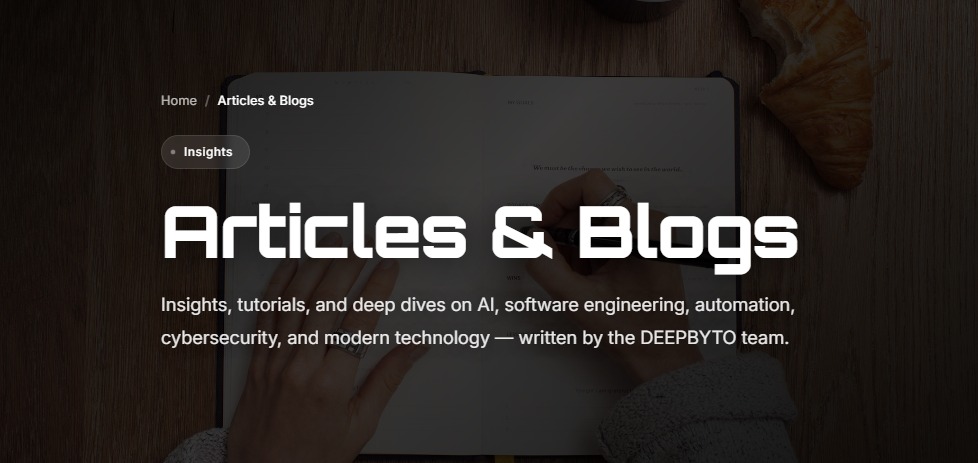 Home / Articles & Blogs
Insights
Articles & Blogs
Insights, tutorials, and deep dives on AI, software engineering, automation,
cybersecurity, and modern technology — written by the DEEPBYTO team.